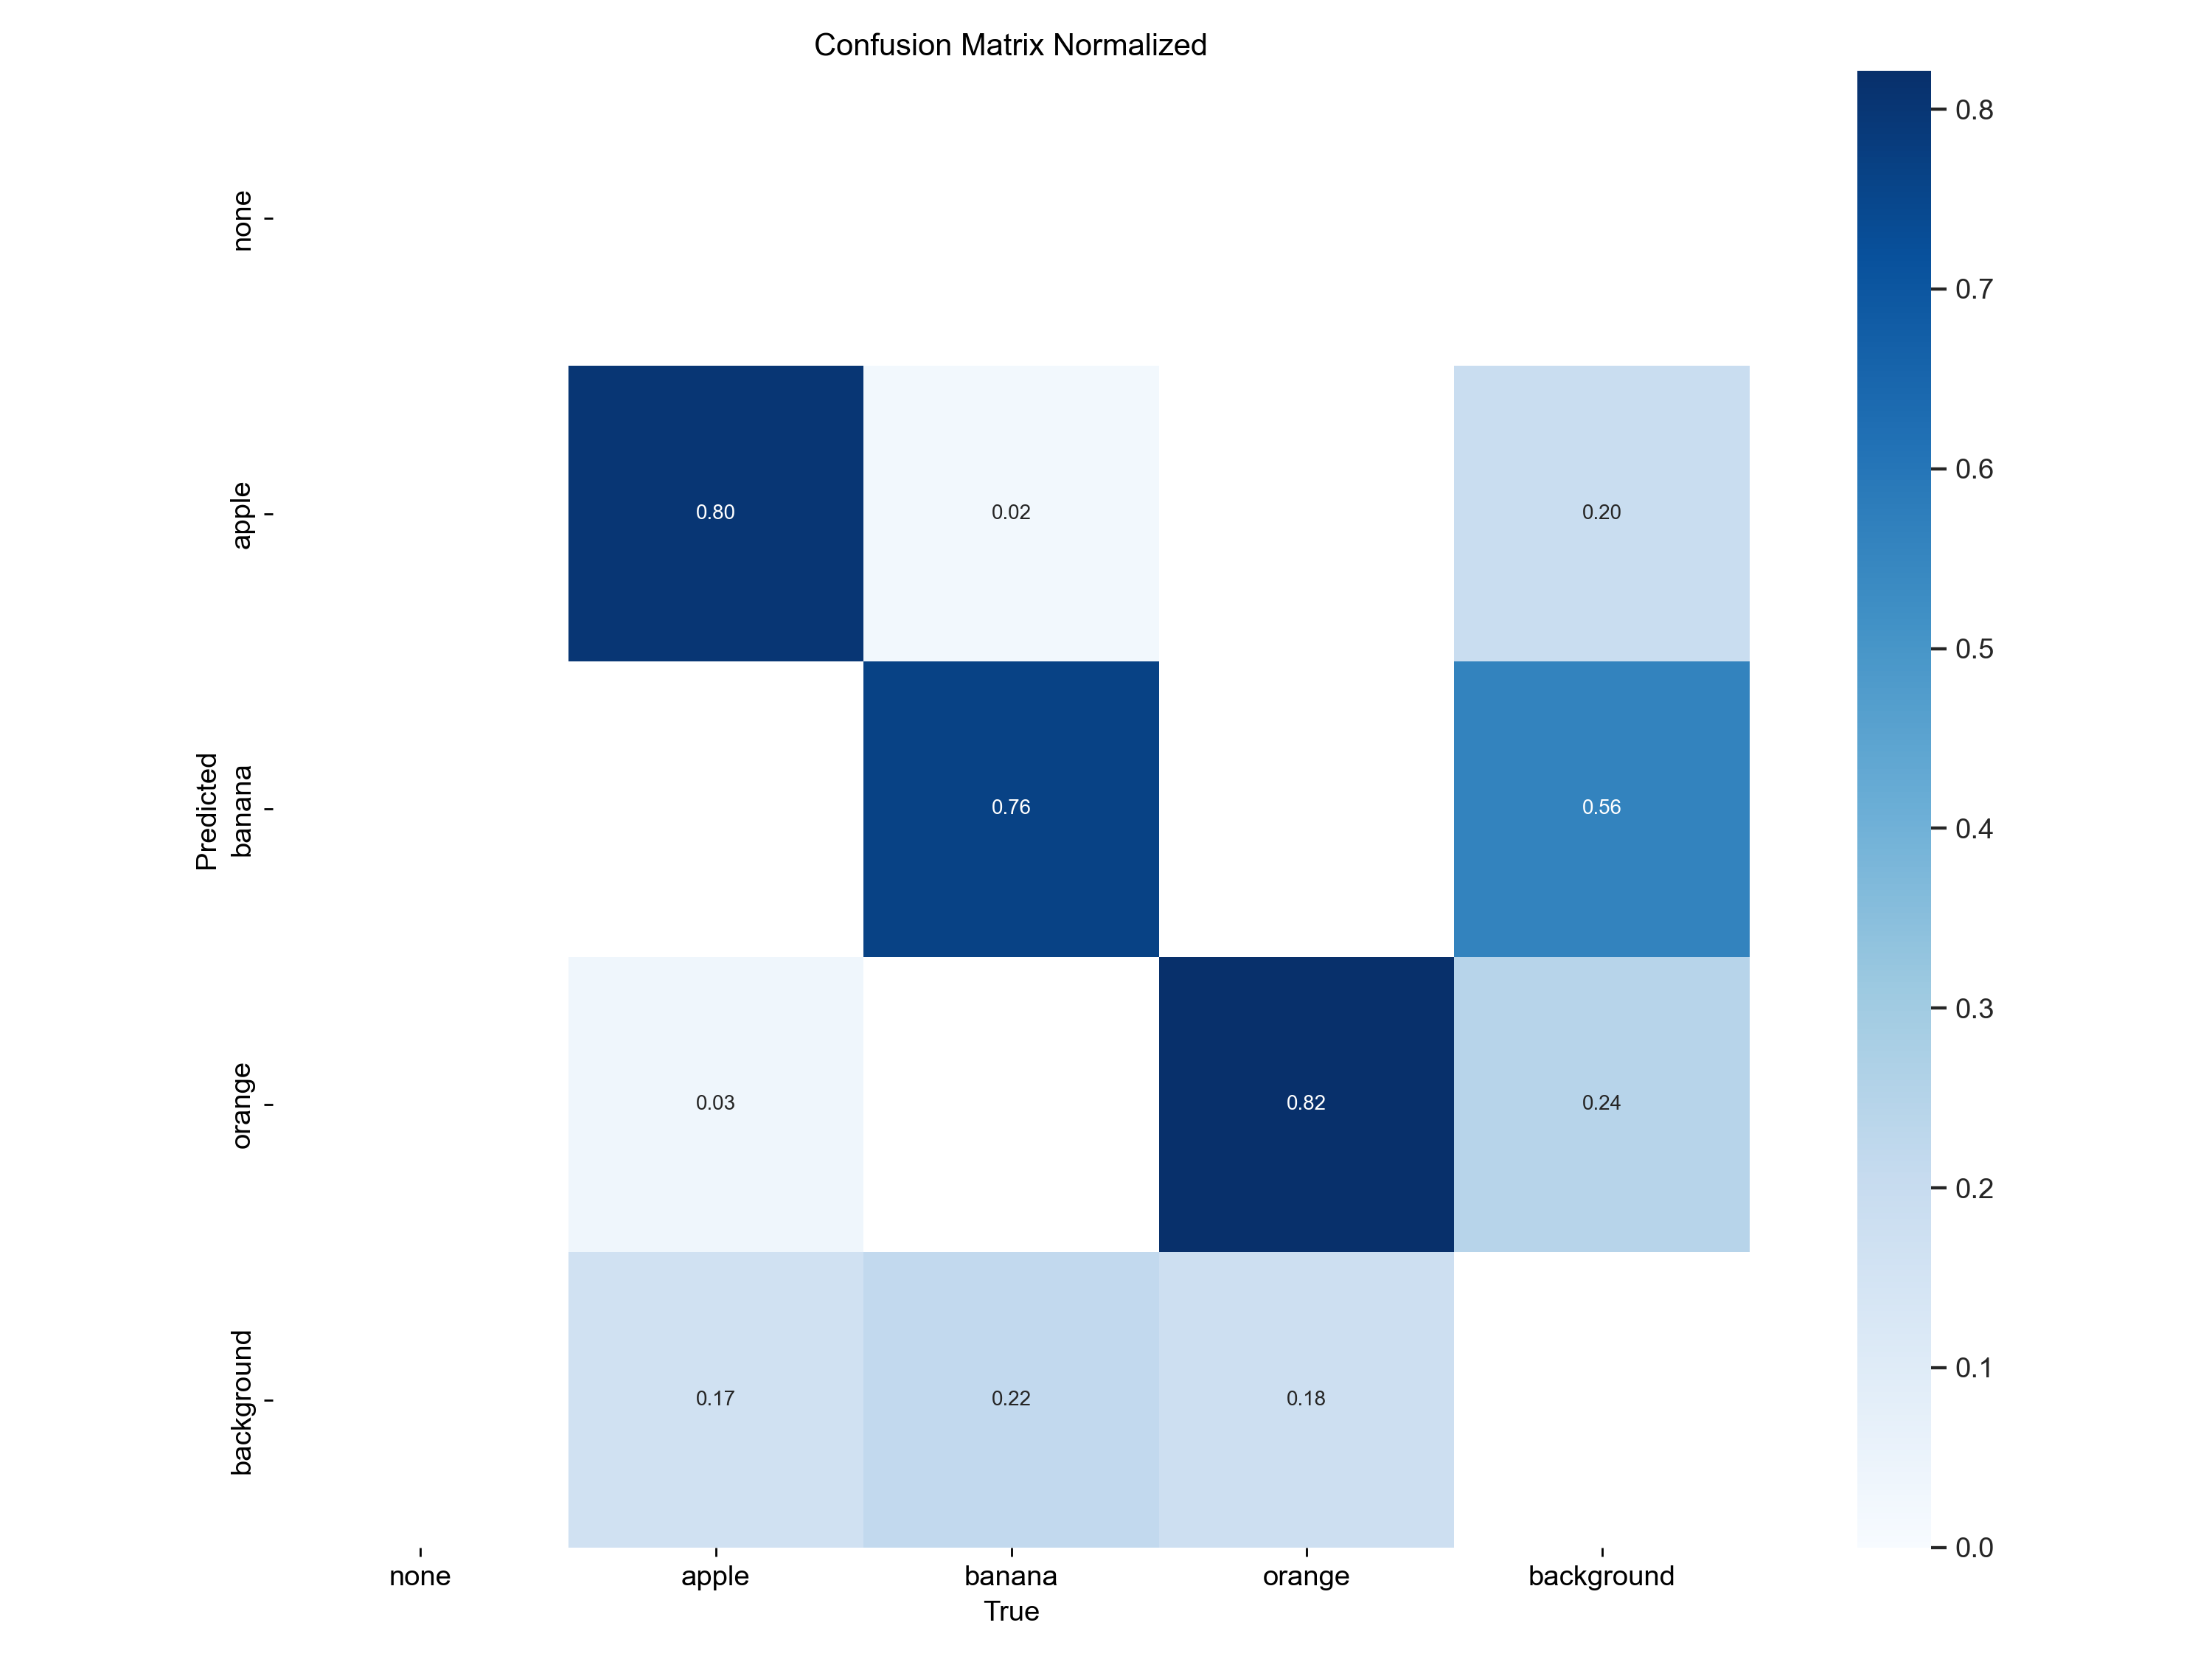 Confusion Matrix Normalized
none
apple
banana
orange
background
Predicted
0.80
0.02
0.20
0.76
0.56
0.03
0.82
0.24
0.17
0.22
0.18
none
apple
banana
orange
background
True
0.8
0.7
0.6
0.5
0.4
0.3
0.2
0.1
0.0